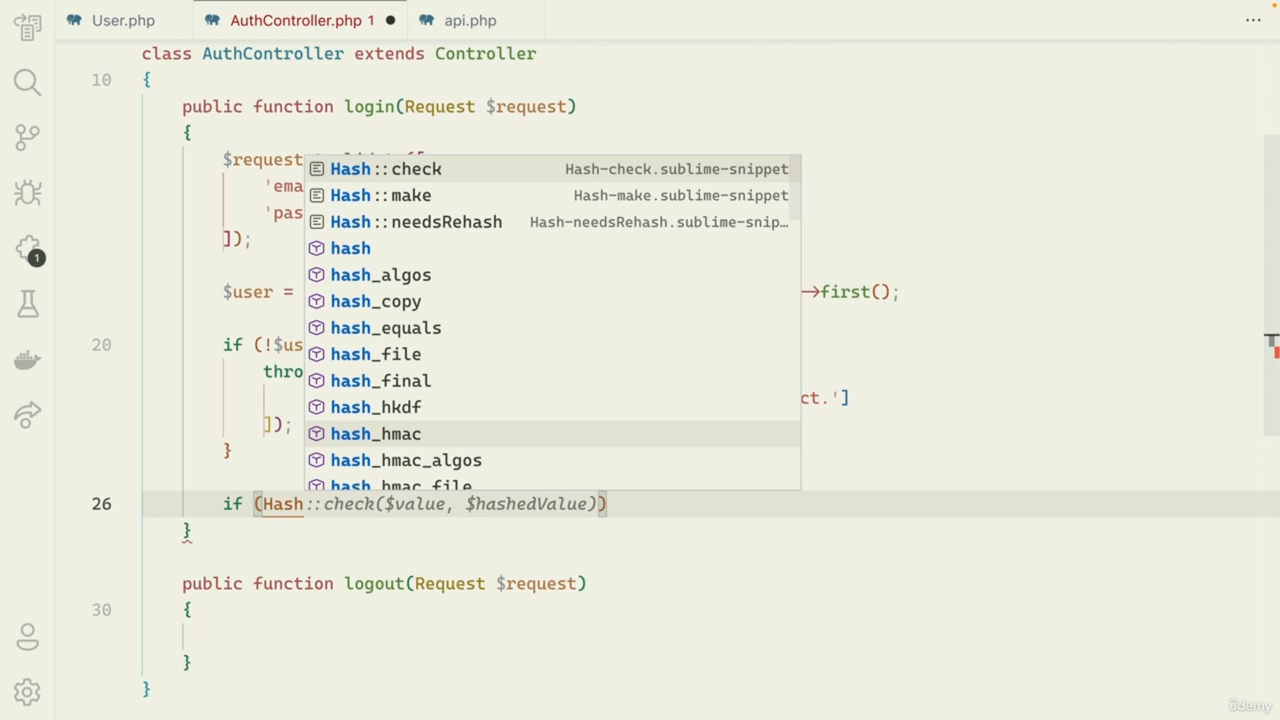 User.php AuthController.php 1 api.php
class AuthController extends Controller
10 {
public function login(Request $request)
{
$request
'ema
'pas
]);
$user = →first();
20 if (!$us
thro
ct.']
]);
}
26 if (Hash::check($value, $hashedValue))
}
public function logout(Request $request)
30 {
}
}
Hash::check Hash-check.sublime-snippet
Hash::make Hash-make.sublime-snippet
Hash::needsRehash Hash-needsRehash.sublime-snip…
hash
hash_algos
hash_copy
hash_equals
hash_file
hash_final
hash_hkdf
hash_hmac
hash_hmac_algos
hash_hmac_file
1
ûdemy